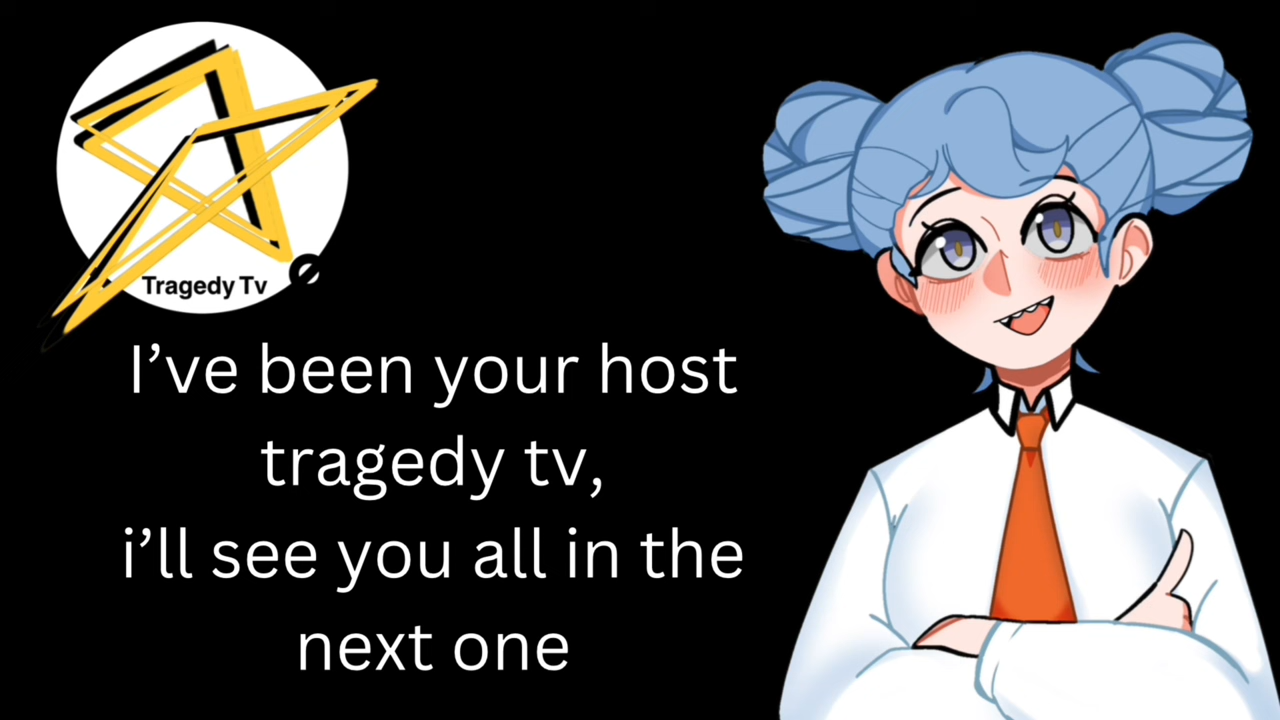 Tragedy Tv
I’ve been your host
tragedy tv,
i’ll see you all in the
next one